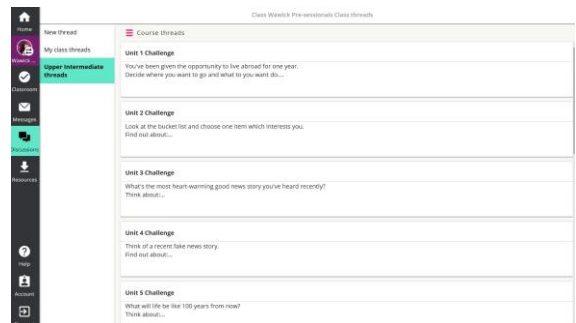 Class Wawick Pre-sessionals Class threads
Home
Wawick ...
Classroom
Messages
Discussions
Resources
Help
Account
New thread
My class threads
Upper Intermediate
threads
Course threads
Unit 1 Challenge
You've been given the opportunity to live abroad for one year.
Decide where you want to go and what to you want do....
Unit 2 Challenge
Look at the bucket list and choose one item which interests you.
Find out about:...
Unit 3 Challenge
What's the most heart-warming good news story you've heard recently?
Think about:...
Unit 4 Challenge
Think of a recent fake news story.
Find out about:...
Unit 5 Challenge
What will life be like 100 years from now?
Think about:...